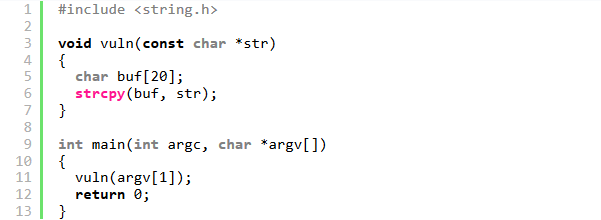 1 #include <string.h>
2
3 void vuln(const char *str)
4 {
5   char buf[20];
6   strcpy(buf, str);
7 }
8
9 int main(int argc, char *argv[])
10 {
11   vuln(argv[1]);
12   return 0;
13 }